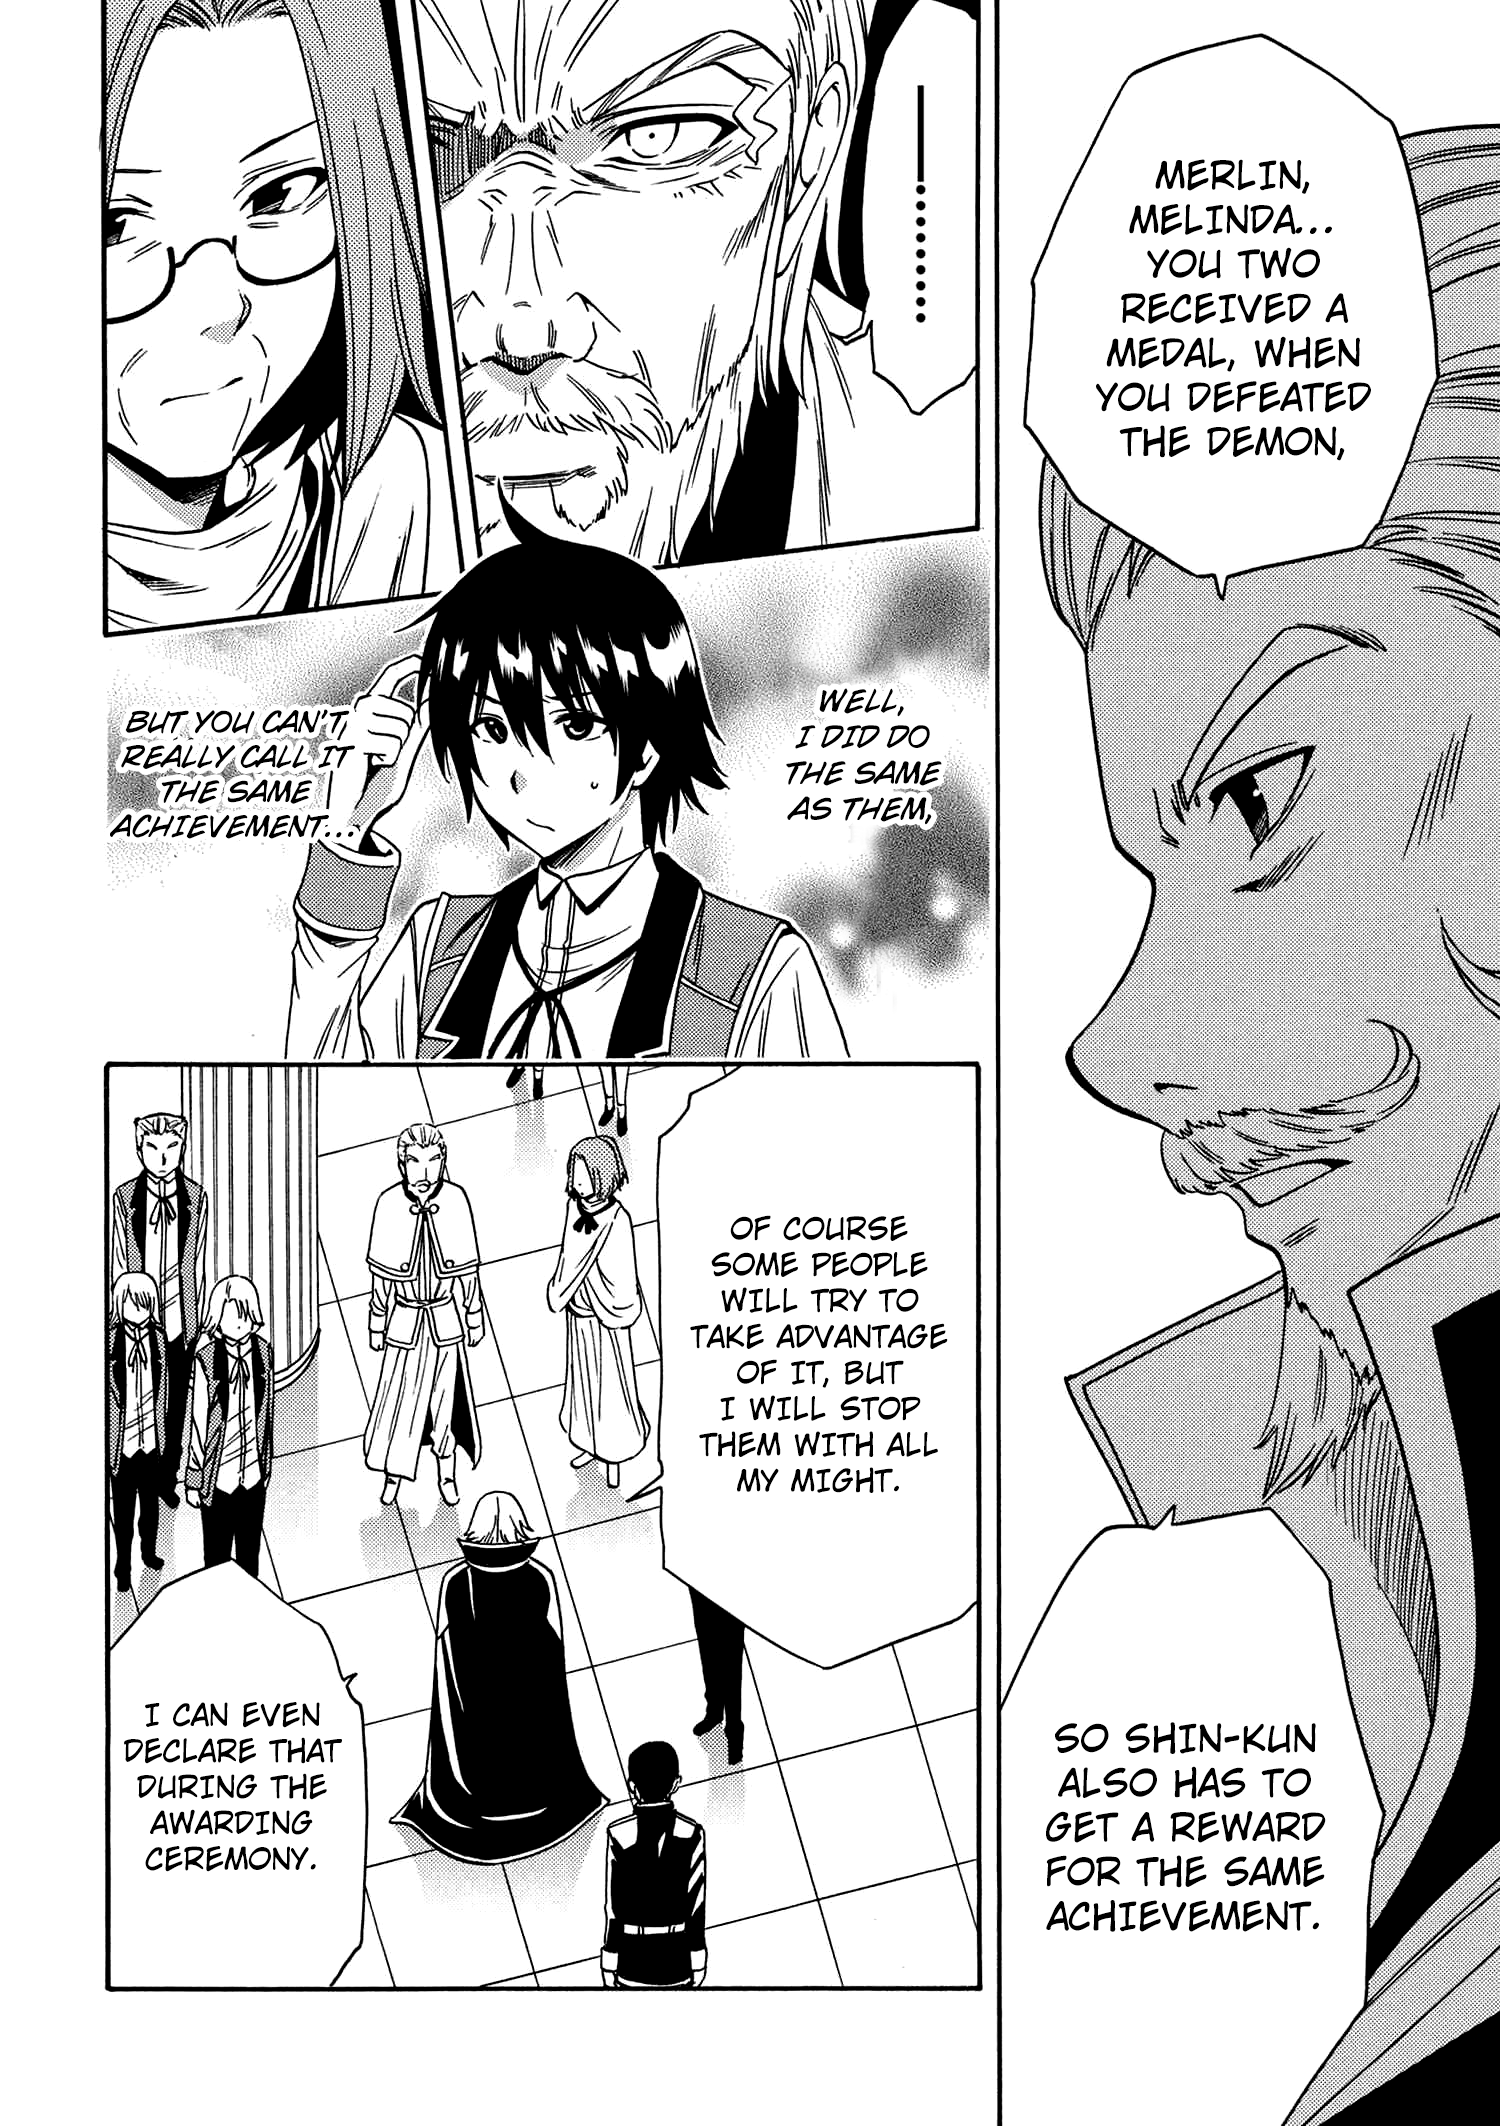 MERLIN,
MELINDA...
YOU TWO
RECEIVED A
MEDAL, WHEN
YOU DEFEATED
THE DEMON,
SO SHIN-KUN
ALSO HAS TO
GET A REWARD
FOR THE SAME
ACHIEVEMENT.
WELL,
I DID DO
THE SAME
AS THEM,
BUT YOU CAN'T,
REALLY CALL IT
THE SAME
ACHIEVEMENT...
OF COURSE
SOME PEOPLE
WILL TRY TO
TAKE ADVANTAGE
OF IT, BUT
I WILL STOP
THEM WITH ALL
MY MIGHT.
I CAN EVEN
DECLARE THAT
DURING THE
AWARDING
CEREMONY.